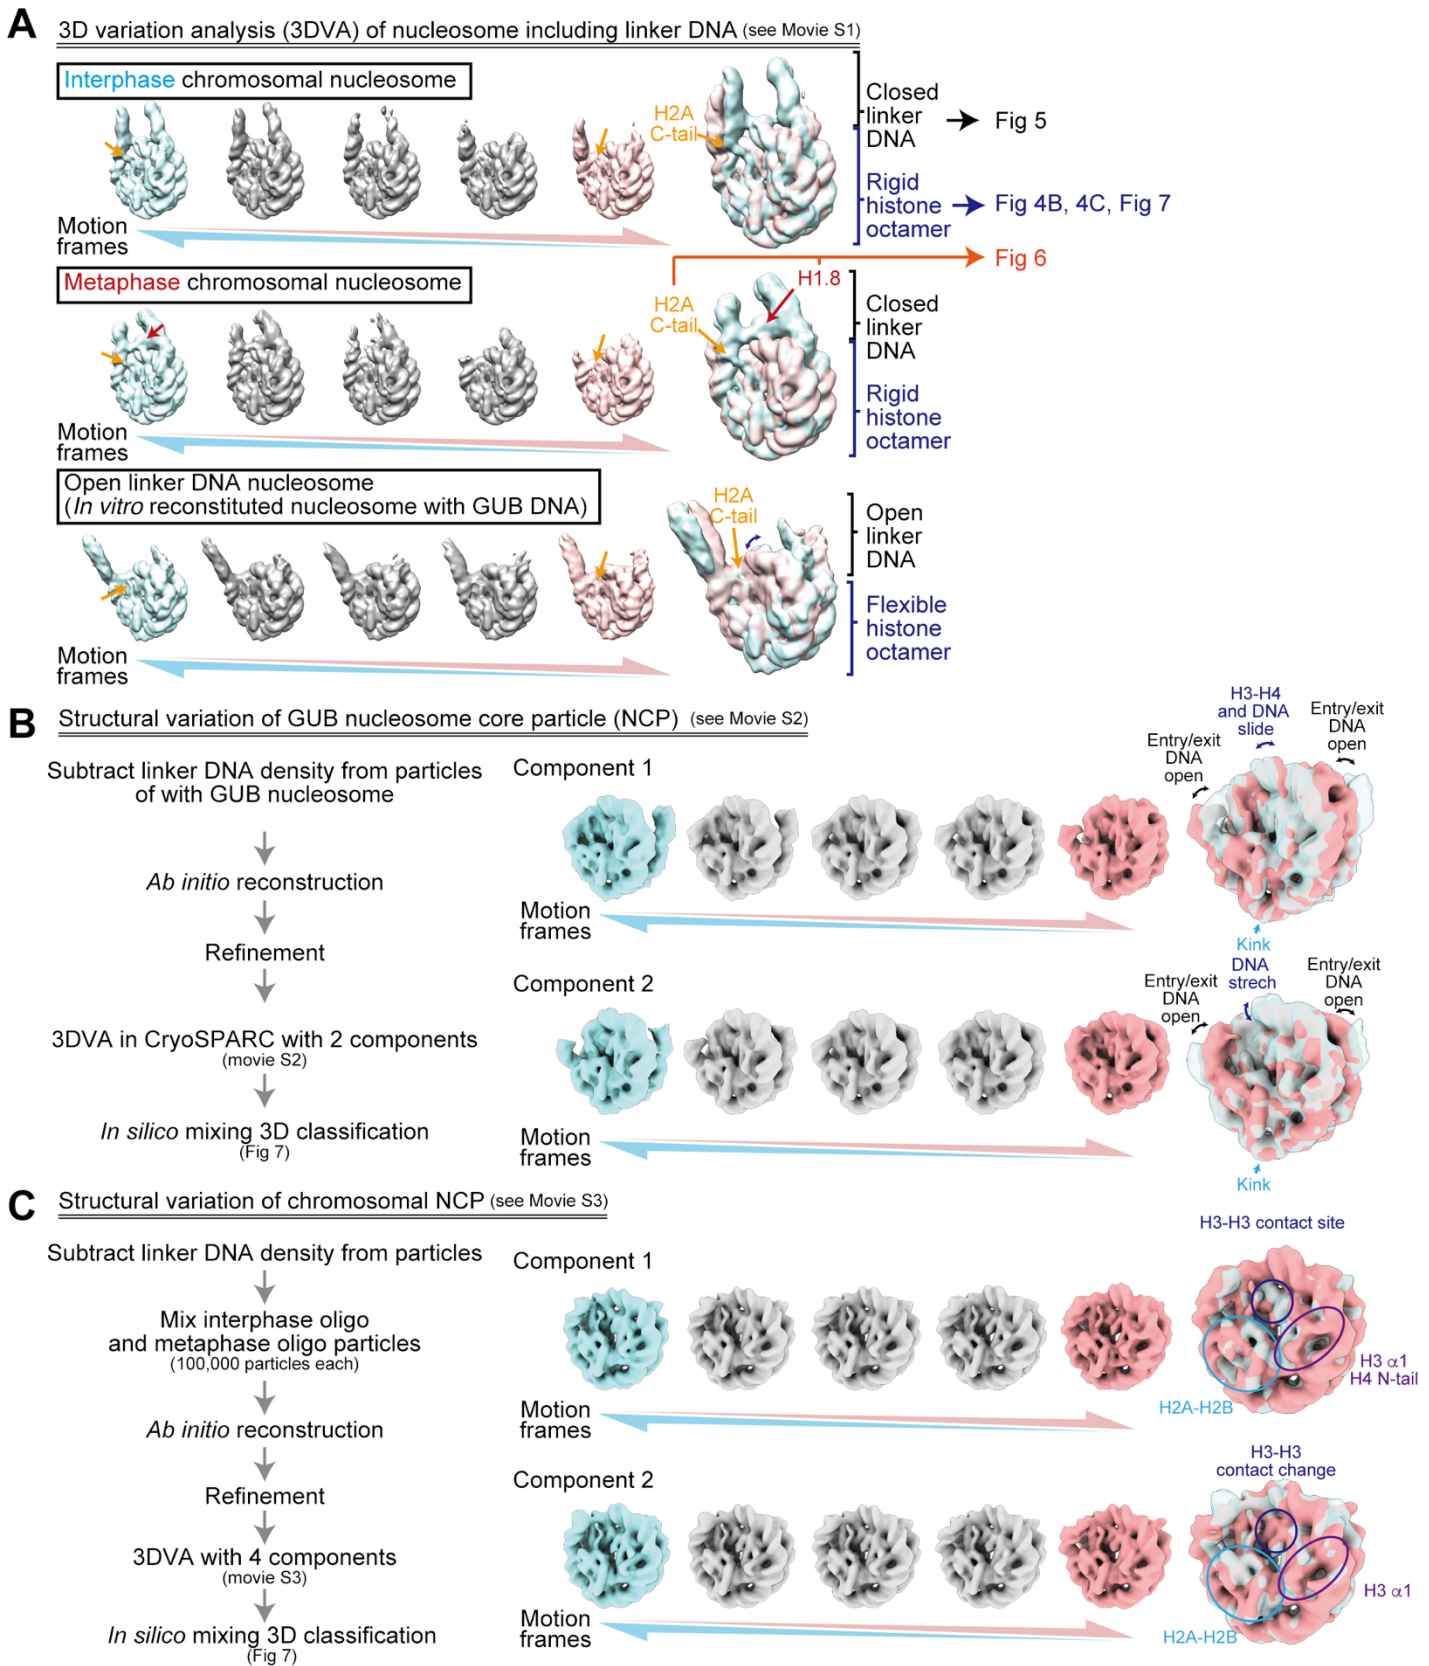 A
3D variation analysis (3DVA) of nucleosome including linker DNA (see Movie S1)
Interphase chromosomal nucleosome
H2A
C-tail
Closed
linker
DNA
Fig 5
Rigid
histone
octamer
Fig 4B, 4C, Fig 7
Motion
frames
Fig 6
Metaphase chromosomal nucleosome
H1.8
H2A
C-tail
Closed
linker
DNA
Rigid
histone
octamer
Motion
frames
Open linker DNA nucleosome
(In vitro reconstituted nucleosome with GUB DNA)
H2A
C-tail
Open
linker
DNA
Flexible
histone
octamer
Motion
frames
B
Structural variation of GUB nucleosome core particle (NCP) (see Movie S2)
Subtract linker DNA density from particles
of with GUB nucleosome
Ab initio reconstruction
Refinement
3DVA in CryoSPARC with 2 components
(movie S2)
In silico mixing 3D classification
(Fig 7)
Component 1
H3-H4
and DNA
slide
Entry/exit
DNA
open
Entry/exit
DNA
open
Motion
frames
Kink
Component 2
DNA
strech
Entry/exit
DNA
open
Entry/exit
DNA
open
Motion
frames
Kink
C
Structural variation of chromosomal NCP (see Movie S3)
Subtract linker DNA density from particles
Mix interphase oligo
and metaphase oligo particles
(100,000 particles each)
Ab initio reconstruction
Refinement
3DVA with 4 components
(movie S3)
In silico mixing 3D classification
(Fig 7)
Component 1
H3-H3 contact site
H3 α1
H4 N-tail
H2A-H2B
Motion
frames
Component 2
H3-H3
contact change
H3 α1
H2A-H2B
Motion
frames